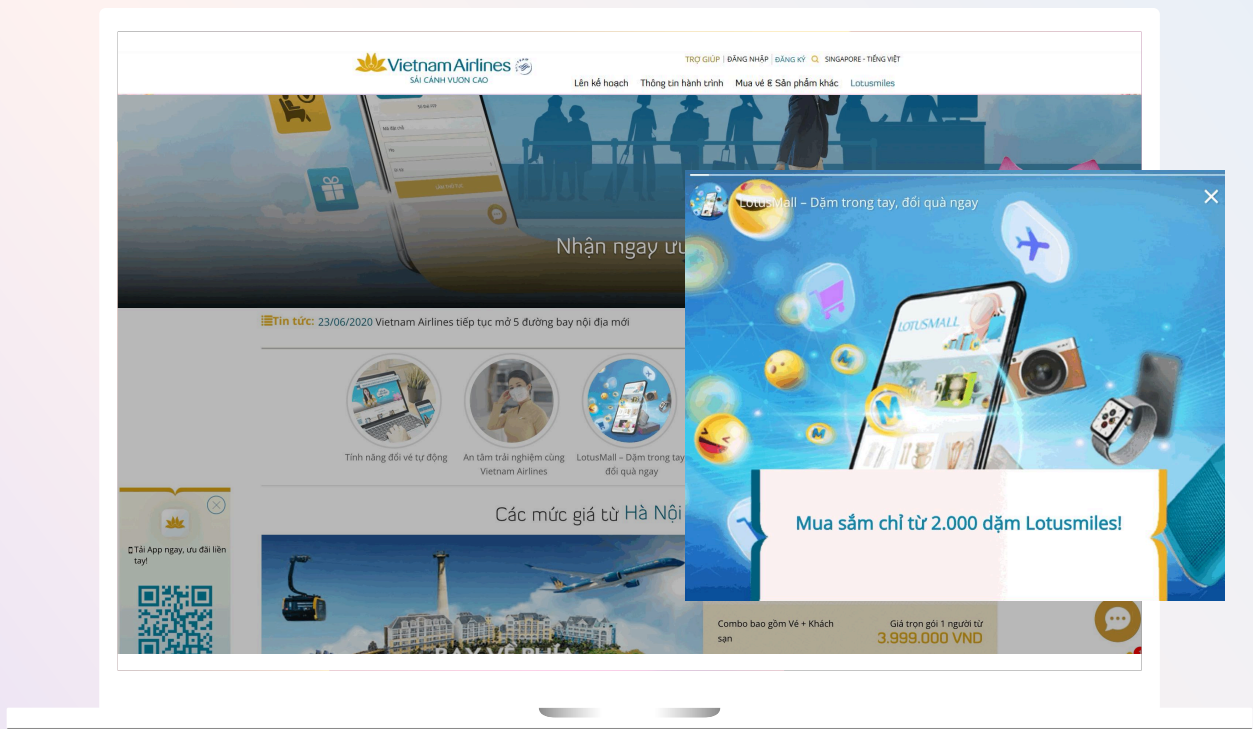 Vietnam Airlines
SẢI CÁNH VƯƠN CAO
TRỢ GIÚP | ĐĂNG NHẬP | ĐĂNG KÝ SINGAPORE - TIẾNG VIỆT
Lên kế hoạch Thông tin hành trình Mua vé & Sản phẩm khác Lotusmiles
Nhận ngay ưu
LotusMall – Dặm trong tay, đổi quà ngay
LOTUSMALL
Mua sắm chỉ từ 2.000 dặm Lotusmiles!
Tin tức: 23/06/2020 Vietnam Airlines tiếp tục mở 5 đường bay nội địa mới
Tính năng đổi vé tự động
An tâm trải nghiệm cùng
Vietnam Airlines
LotusMall – Dặm trong tay
đổi quà ngay
Các mức giá từ Hà Nội
Tải App ngay, ưu đãi liền
tay!
BAY VỀ PHÍA
Combo bao gồm Vé + Khách
sạn
Giá trọn gói 1 người từ
3.999.000 VND